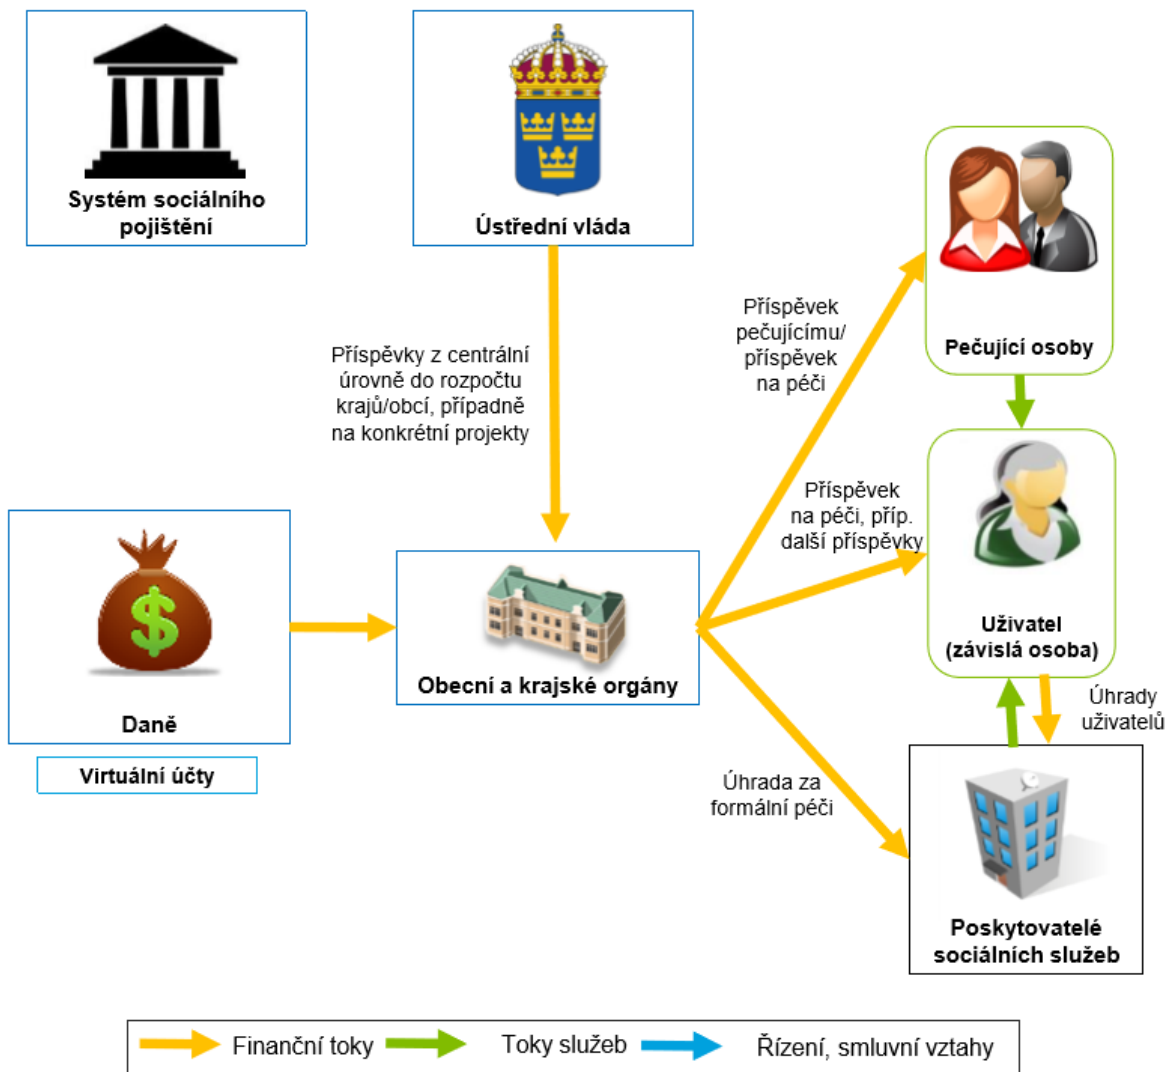 Systém sociálního
pojištění
Ústřední vláda
Příspěvky z centrální
úrovně do rozpočtu
krajů/obcí, případně
na konkrétní projekty
Příspěvek
pečujícímu/
příspěvek
na péči
Pečující osoby
Příspěvek
na péči, příp.
další příspěvky
Uživatel
(závislá osoba)
Daně
Virtuální účty
Obecní a krajské orgány
Úhrady
uživatelů
Úhrada za
formální péči
Poskytovatelé
sociálních služeb
Finanční toky
Toky služeb
Řízení, smluvní vztahy